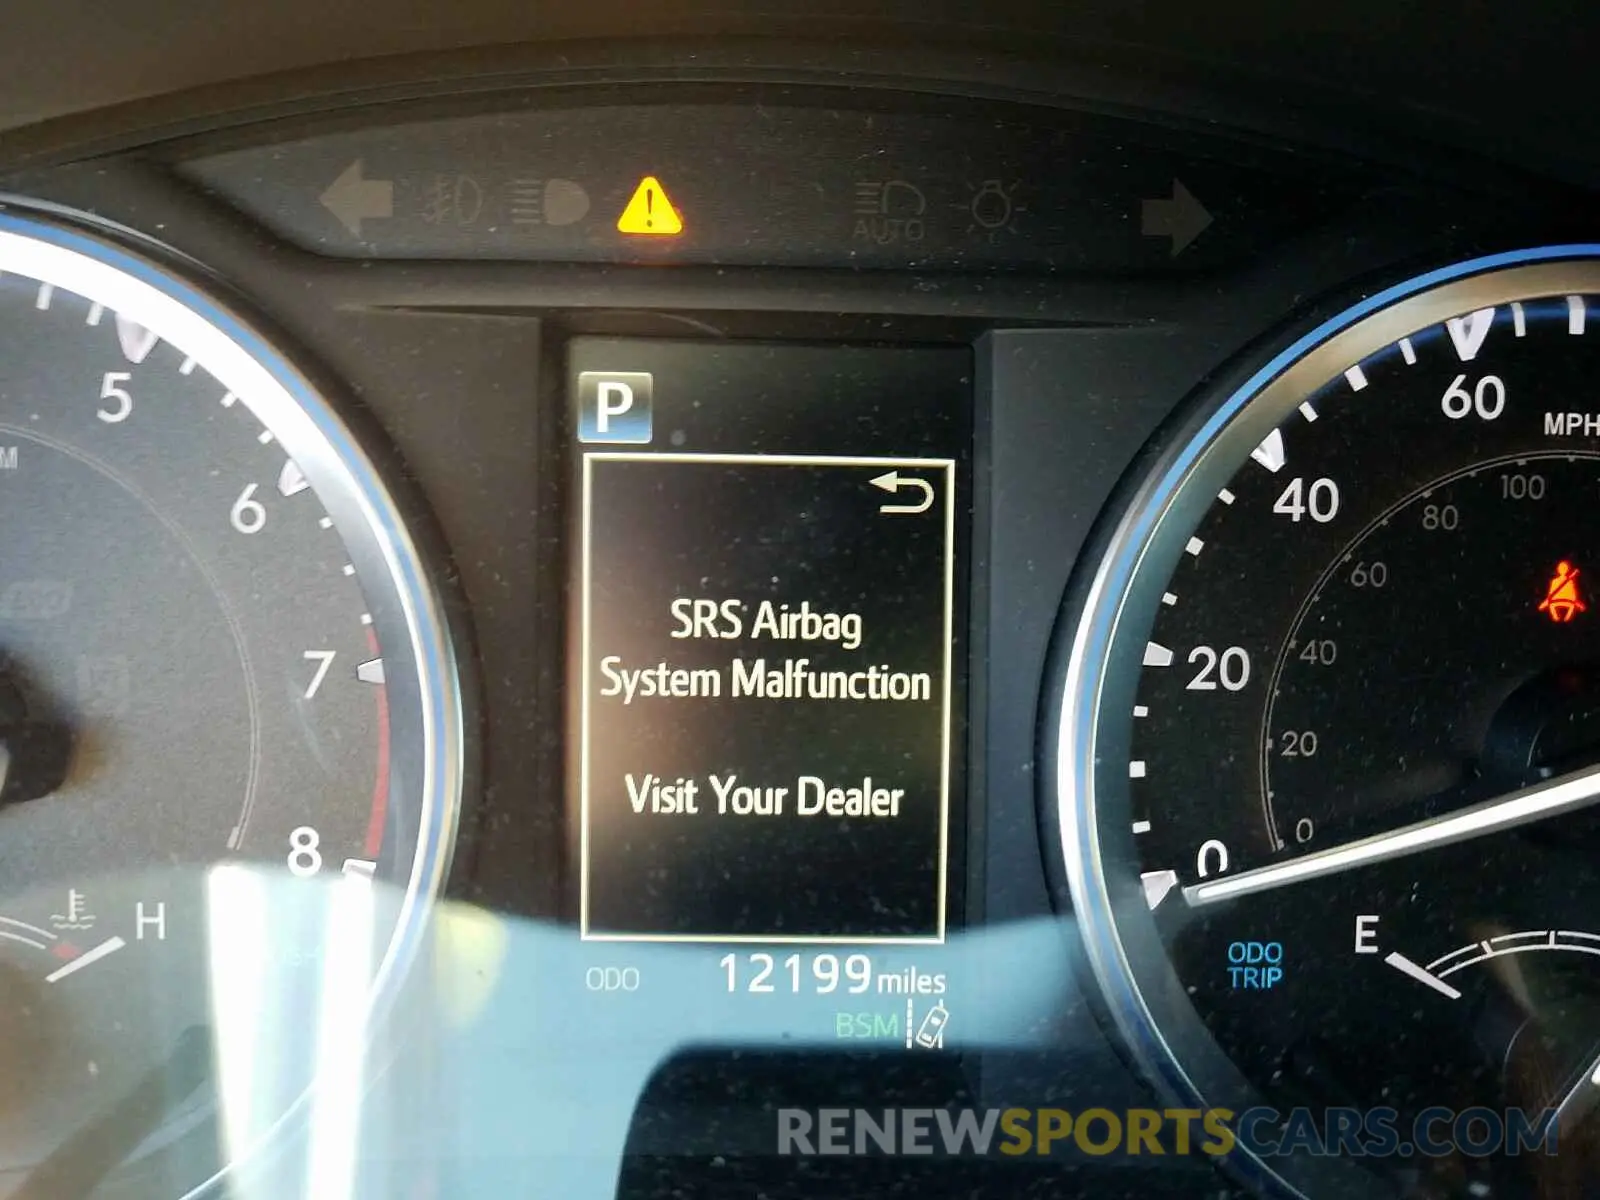 AUTO
P
5
6
7
8
H
SRS Airbag
System Malfunction
Visit Your Dealer
ODO 12199 miles
BSM
60
MPH
40
20
0
100
80
60
40
20
0
ODO
TRIP
E
RENEWSPORTSCARS.COM